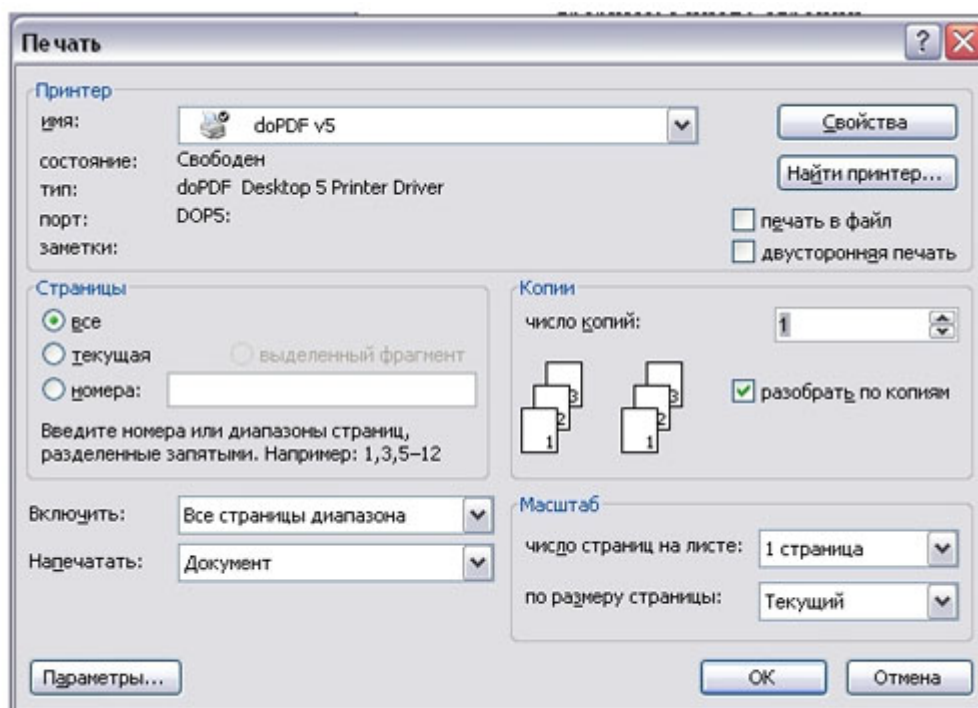 Печать
Принтер
имя: doPDF v5
Свойства
состояние: Свободен
Найти принтер...
тип: doPDF Desktop 5 Printer Driver
порт: DOP5:
печать в файл
заметки:
двусторонняя печать
Страницы
все
текущая выделенный фрагмент
номера:
Введите номера или диапазоны страниц,
разделенные запятыми. Например: 1,3,5–12
Копии
число копий: 1
3 3
2 2
1 1
разобрать по копиям
Включить: Все страницы диапазона
Напечатать: Документ
Масштаб
число страниц на листе: 1 страница
по размеру страницы: Текущий
Параметры...
ОК
Отмена